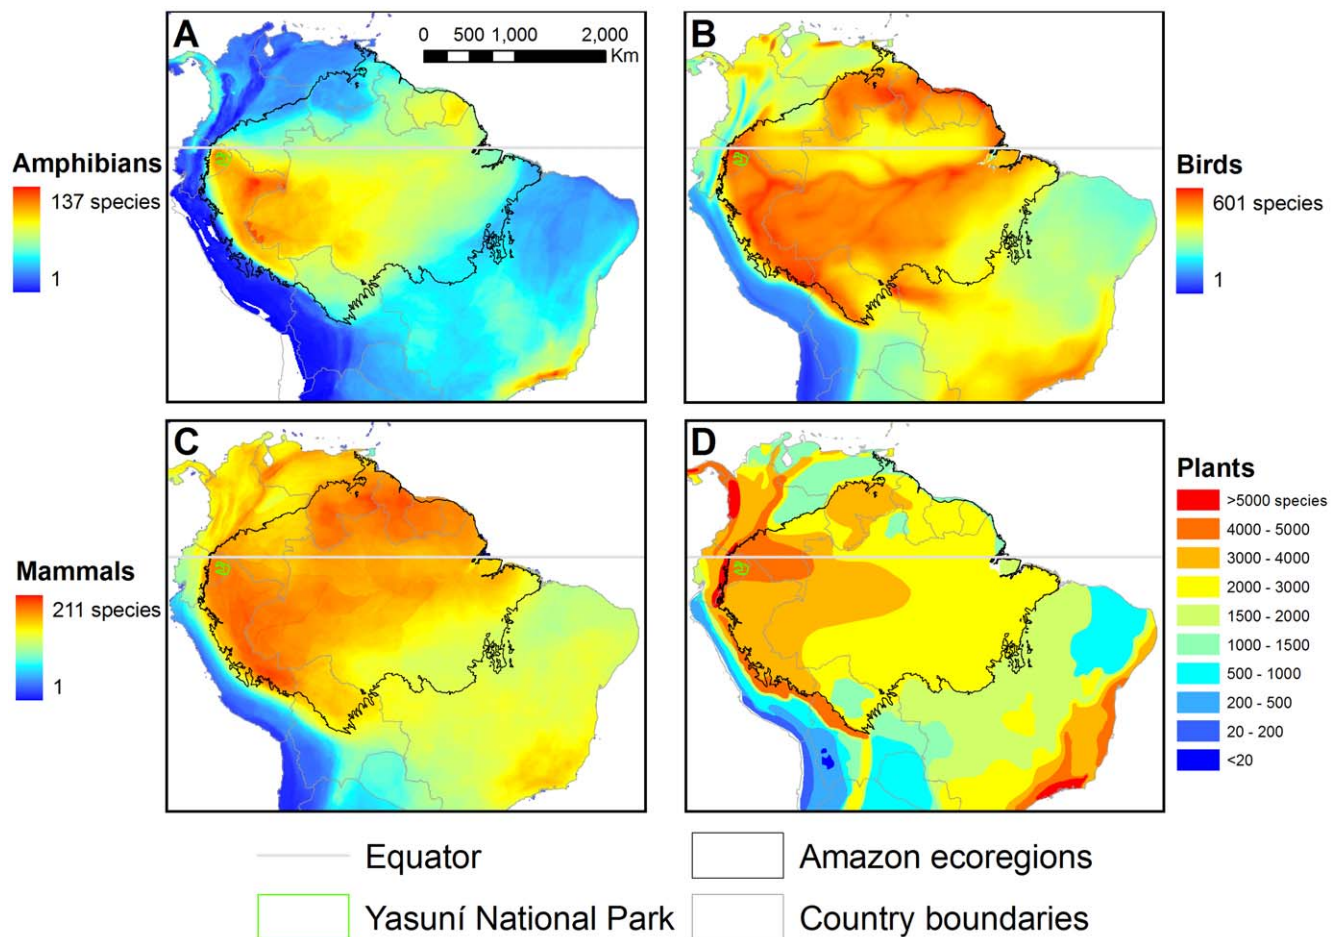 A
0 500 1,000 2,000
Km
B
Amphibians
137 species
1
Birds
601 species
1
C
D
Mammals
211 species
1
Plants
>5000 species
4000 - 5000
3000 - 4000
2000 - 3000
1500 - 2000
1000 - 1500
500 - 1000
200 - 500
20 - 200
<20
Equator
Amazon ecoregions
Yasuní National Park
Country boundaries